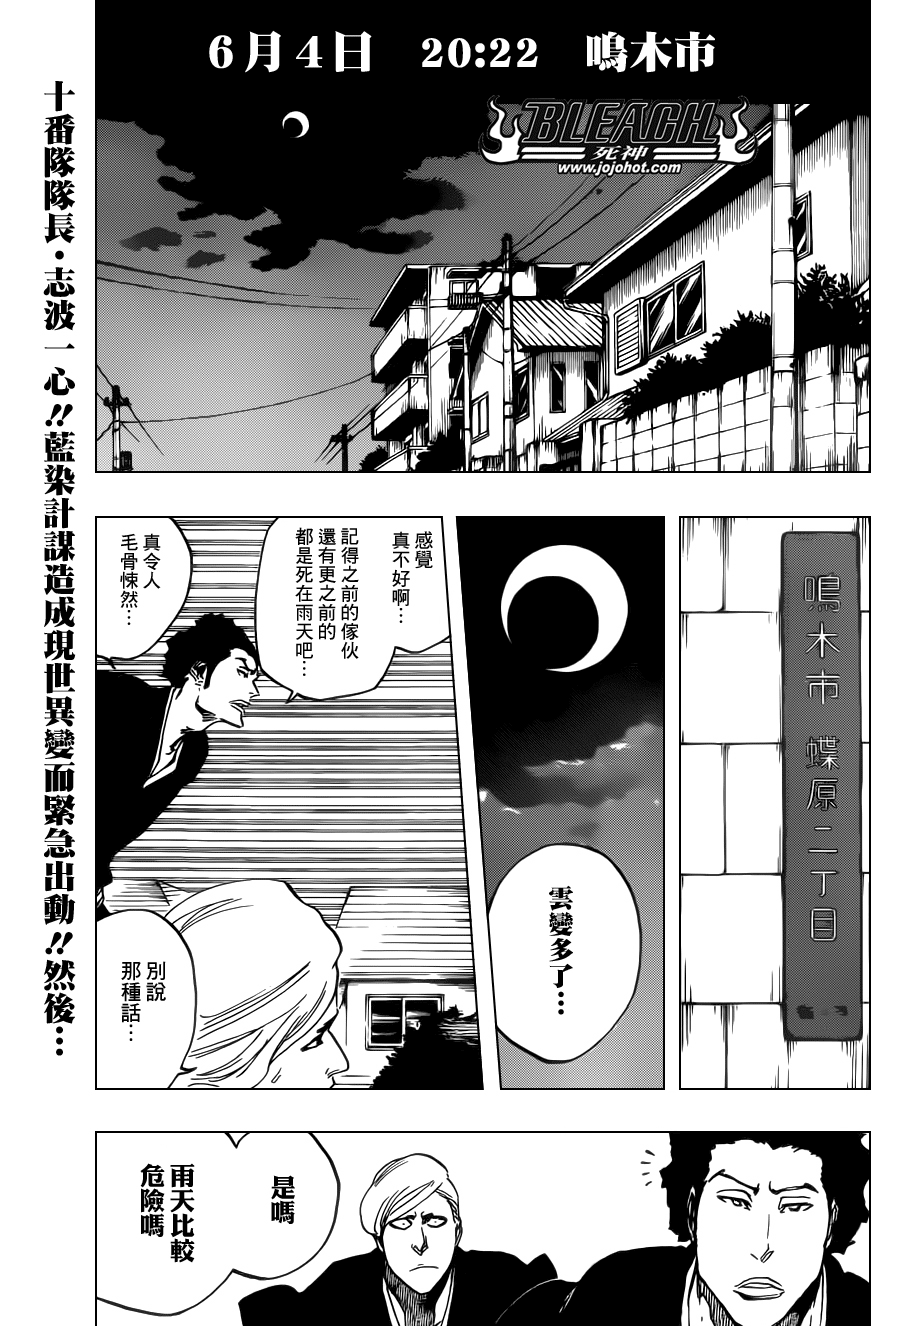 6月4日 20:22 鳴木市
BLEACH
死神
www.jojohot.com
十番隊隊長・志波一心!!藍染計謀造成現世異變而緊急出動!!然後…
鳴木市 蝶原二丁目
雲變多了…
感覺
真不好啊…
記得之前的傢伙
還有更之前的
都是死在雨天吧…
真令人
毛骨悚然…
別說
那種話…
是嗎
雨天比較
危險嗎